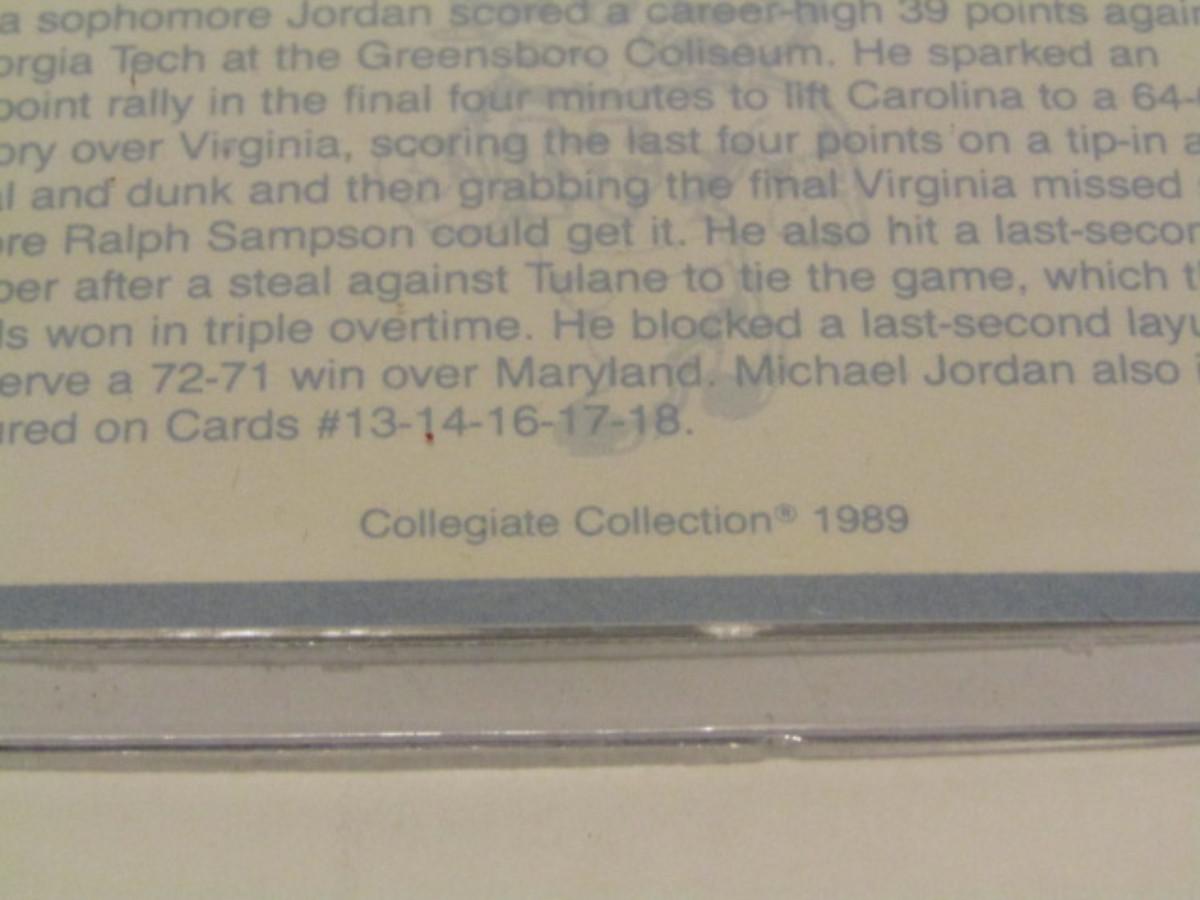 a sophomore Jordan scored a career-high 39 points again
orgia Tech at the Greensboro Coliseum. He sparked an
point rally in the final four minutes to lift Carolina to a 64-
ory over Virginia, scoring the last four points on a tip-in a
l and dunk and then grabbing the final Virginia missed
ore Ralph Sampson could get it. He also hit a last-secon
per after a steal against Tulane to tie the game, which th
ls won in triple overtime. He blocked a last-second layu
erve a 72-71 win over Maryland. Michael Jordan also
ured on Cards #13-14-16-17-18.
Collegiate Collection® 1989